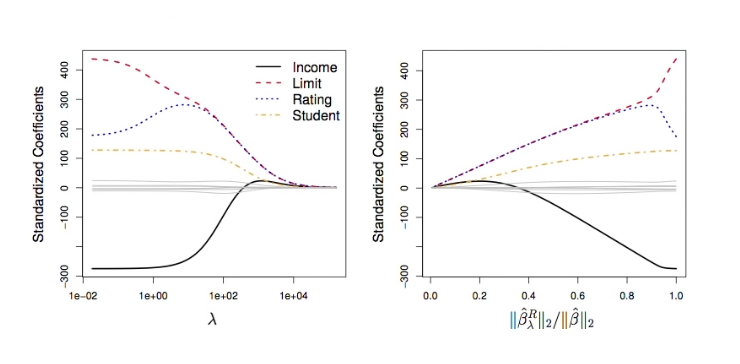 Standardized Coefficients
400
300
200
100
0
−100
−300
1e−02
1e+00
1e+02
1e+04
λ
Income
Limit
Rating
Student
Standardized Coefficients
400
300
200
100
0
−100
−300
0.0
0.2
0.4
0.6
0.8
1.0
‖β̂λᴿ‖₂/‖β̂‖₂